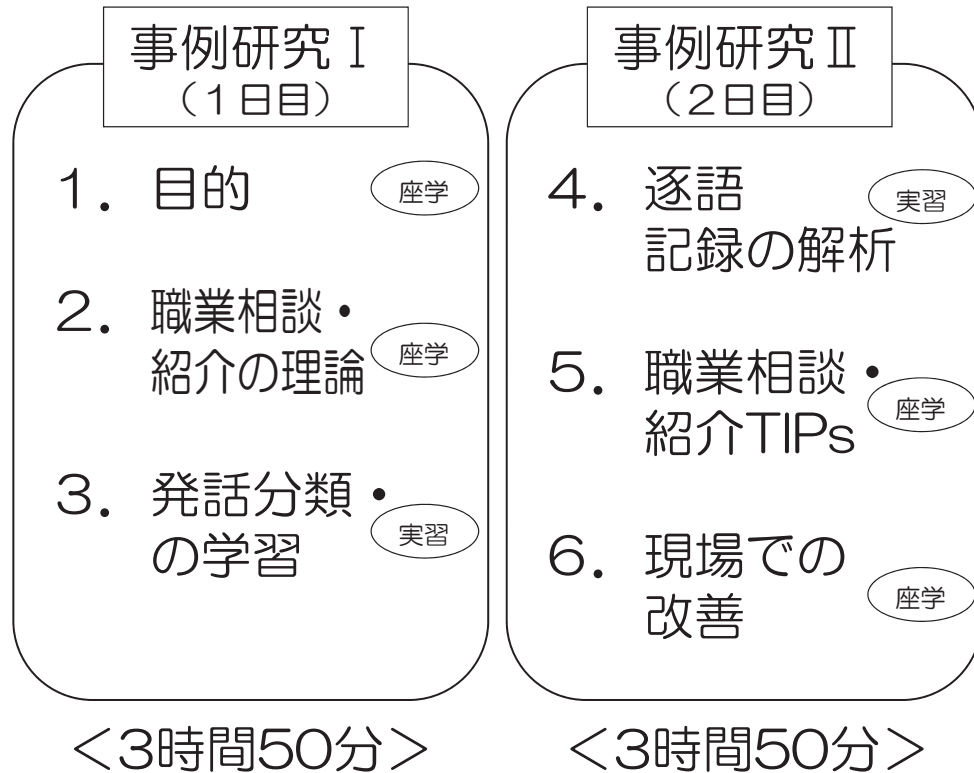 事例研究Ⅰ
（１日目）
１．目的
座学
２．職業相談・
紹介の理論
座学
３．発話分類・
の学習
実習
＜3時間50分＞
事例研究Ⅱ
（２日目）
４．逐語
実習
記録の解析
５．職業相談・
紹介TIPs
座学
６．現場での
改善
座学
＜3時間50分＞